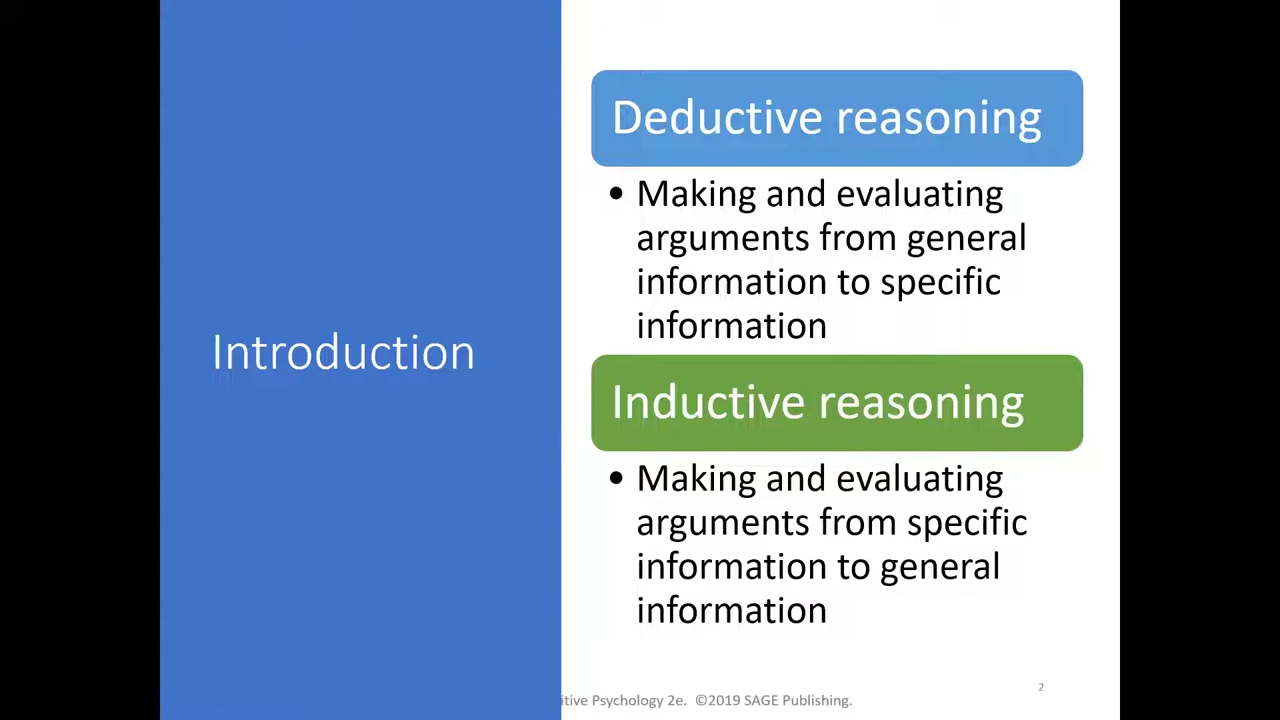 Introduction
Deductive reasoning
• Making and evaluating
arguments from general
information to specific
information
Inductive reasoning
• Making and evaluating
arguments from specific
information to general
information
2
Psychology 2e. ©2019 SAGE Publishing.